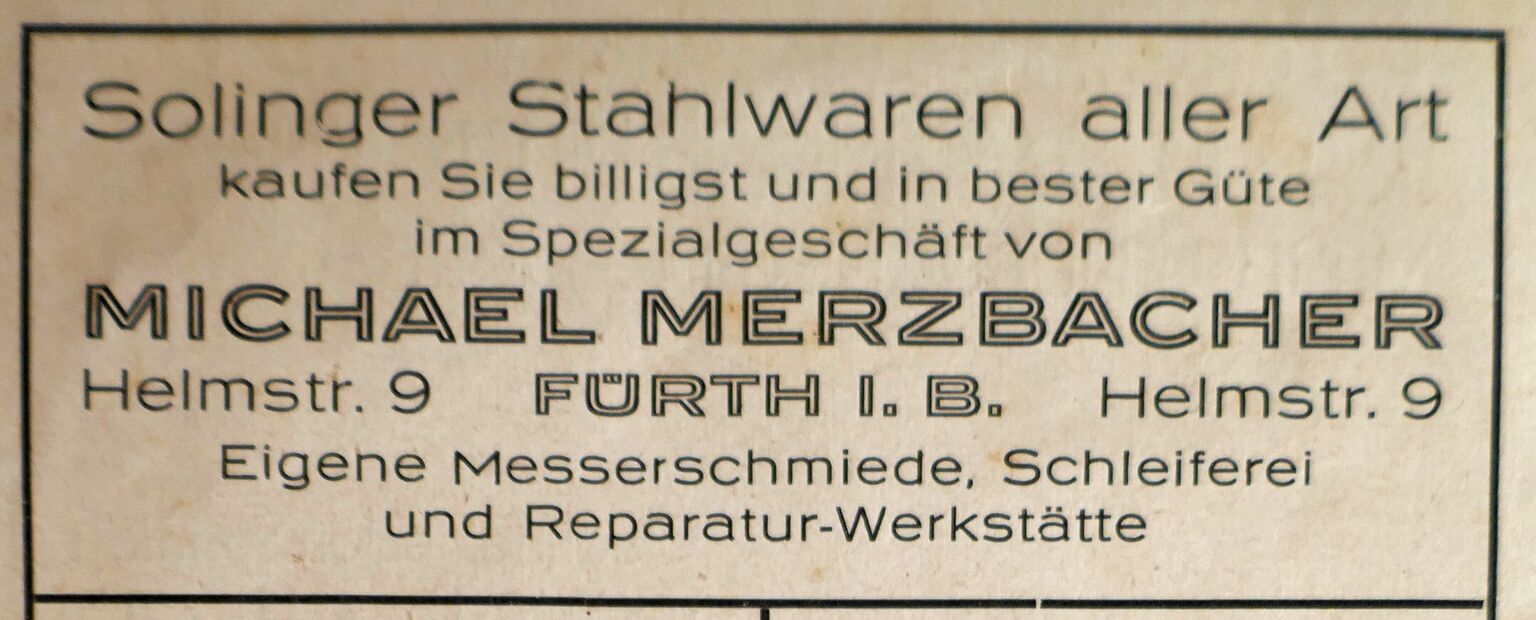 Solinger Stahlwaren aller Art
kaufen Sie billigst und in bester Güte
im Spezialgeschäft von
MICHAEL MERZBACHER
Helmstr. 9 FÜRTH I. B. Helmstr. 9
Eigene Messerschmiede, Schleiferei
und Reparatur-Werkstätte